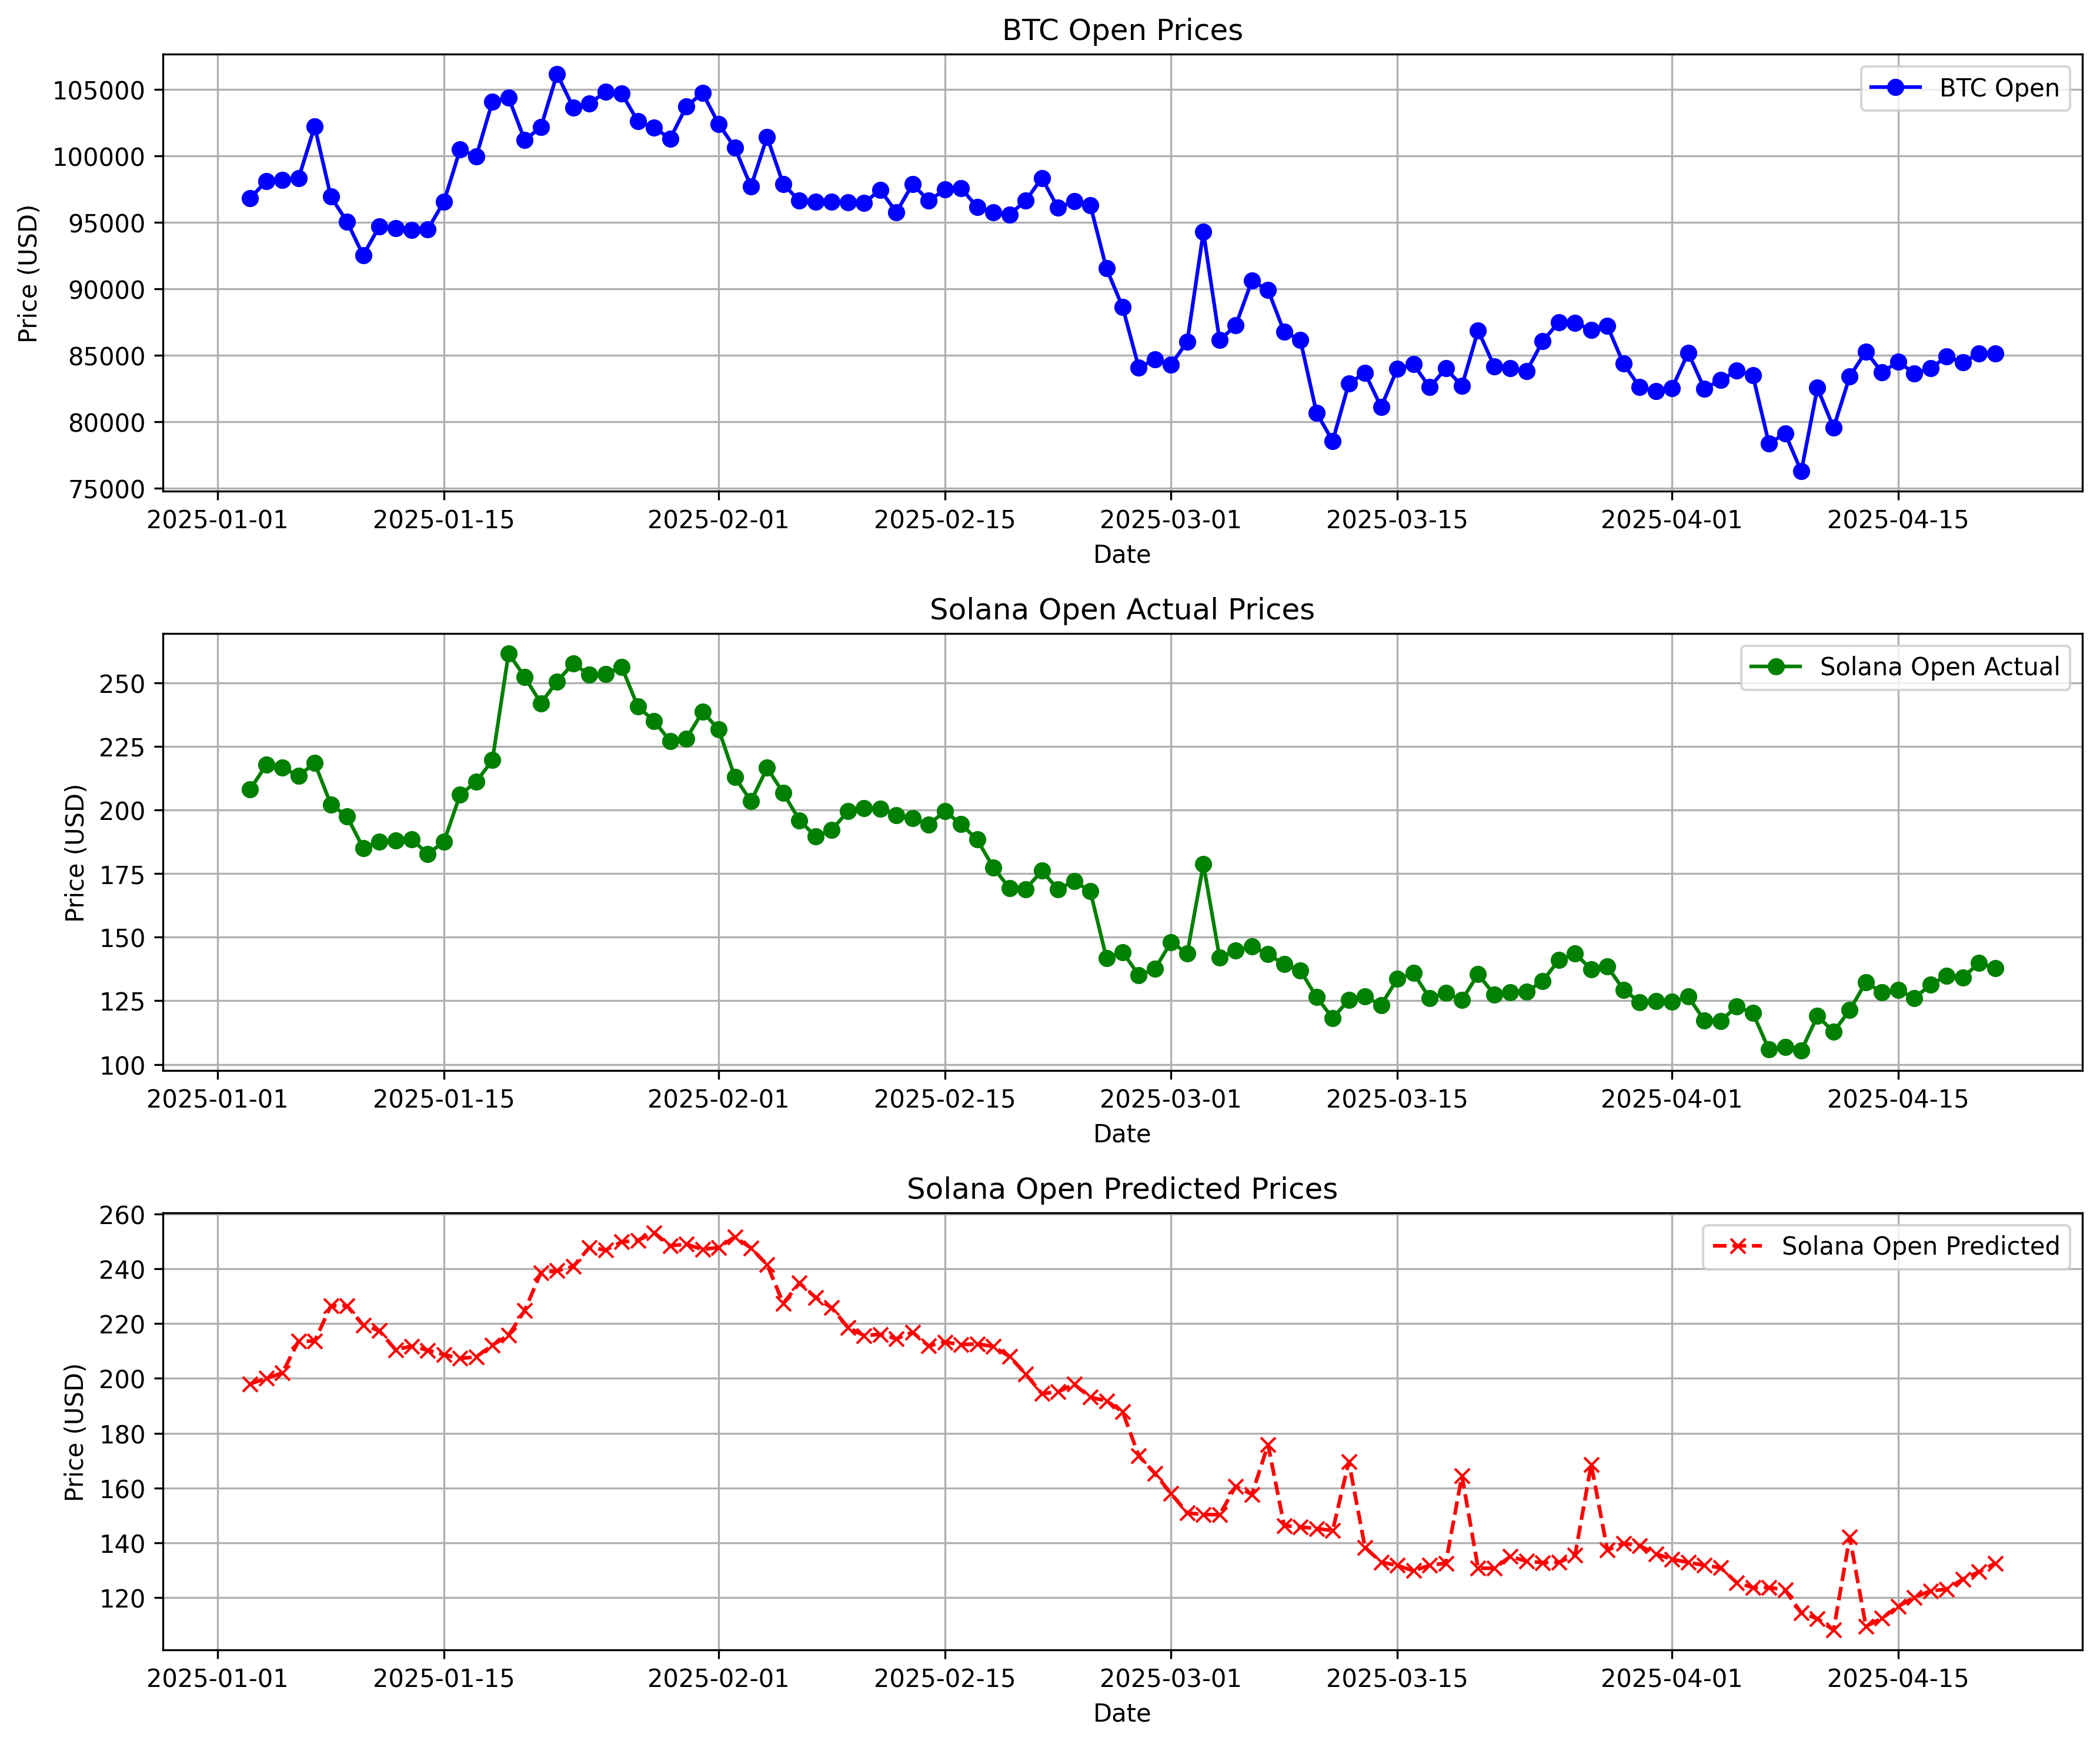 BTC Open Prices
BTC Open
Price (USD)
105000
100000
95000
90000
85000
80000
75000
2025-01-01 2025-01-15 2025-02-01 2025-02-15 2025-03-01 2025-03-15 2025-04-01 2025-04-15
Date
Solana Open Actual Prices
Solana Open Actual
Price (USD)
250
225
200
175
150
125
100
2025-01-01 2025-01-15 2025-02-01 2025-02-15 2025-03-01 2025-03-15 2025-04-01 2025-04-15
Date
Solana Open Predicted Prices
Solana Open Predicted
Price (USD)
260
240
220
200
180
160
140
120
2025-01-01 2025-01-15 2025-02-01 2025-02-15 2025-03-01 2025-03-15 2025-04-01 2025-04-15
Date